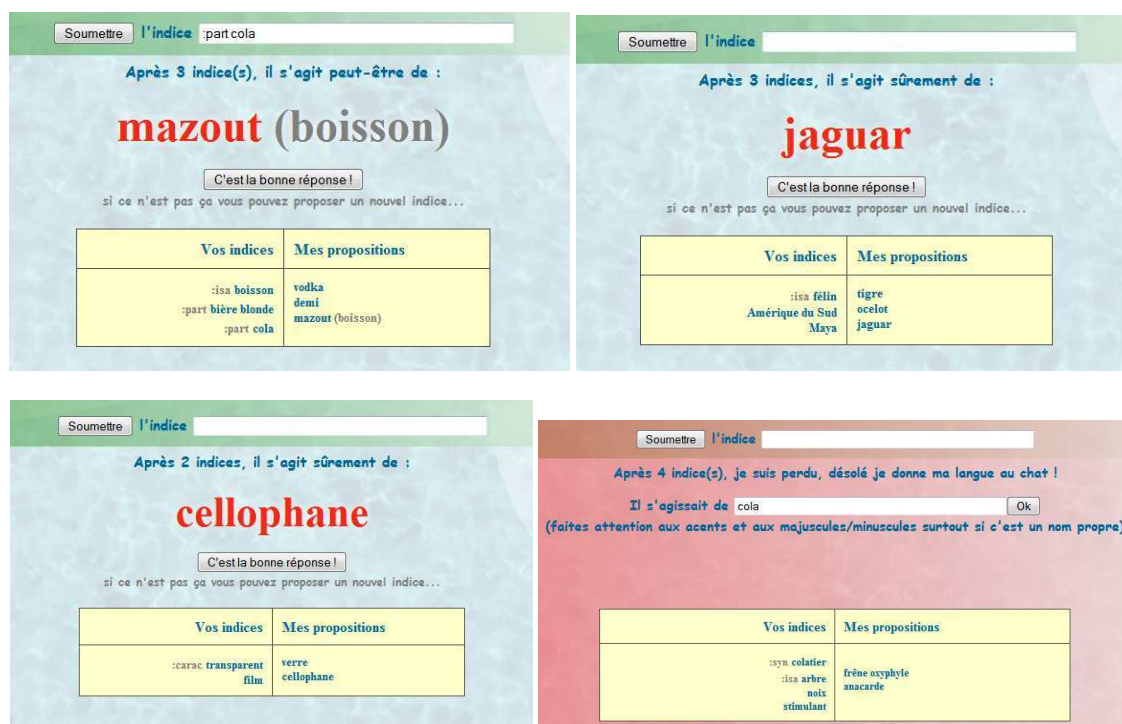 Soumettre l'indice :part cola
Après 3 indice(s), il s'agit peut-être de :
mazout (boisson)
C'est la bonne réponse !
si ce n'est pas ça vous pouvez proposer un nouvel indice...
Vos indices Mes propositions
:isa boisson vodka
:part bière blonde demi
:part cola mazout (boisson)
Soumettre l'indice
Après 3 indices, il s'agit sûrement de :
jaguar
C'est la bonne réponse !
si ce n'est pas ça vous pouvez proposer un nouvel indice...
Vos indices Mes propositions
:isa félin tigre
Amérique du Sud ocelot
Maya jaguar
Soumettre l'indice
Après 2 indices, il s'agit sûrement de :
cellophane
C'est la bonne réponse !
si ce n'est pas ça vous pouvez proposer un nouvel indice...
Vos indices Mes propositions
:carac transparent verre
film cellophane
Soumettre l'indice
Après 4 indice(s), je suis perdu, désolé je donne ma langue au chat !
Il s'agissait de cola Ok
(faites attention aux acents et aux majuscules/minuscules surtout si c'est un nom propre)
Vos indices Mes propositions
:syn colatier
:isa arbre frêne oxyphyle
noix anacarde
stimulant